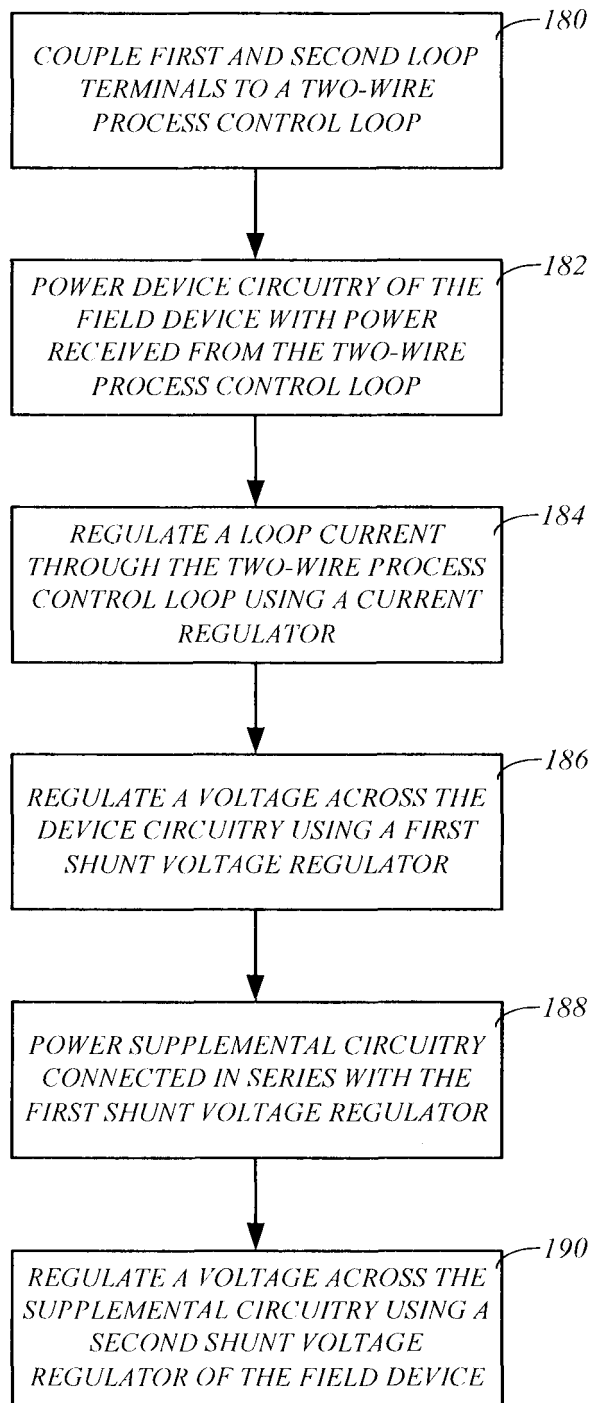 180
COUPLE FIRST AND SECOND LOOP
TERMINALS TO A TWO-WIRE
PROCESS CONTROL LOOP
182
POWER DEVICE CIRCUITRY OF THE
FIELD DEVICE WITH POWER
RECEIVED FROM THE TWO-WIRE
PROCESS CONTROL LOOP
184
REGULATE A LOOP CURRENT
THROUGH THE TWO-WIRE PROCESS
CONTROL LOOP USING A CURRENT
REGULATOR
186
REGULATE A VOLTAGE ACROSS THE
DEVICE CIRCUITRY USING A FIRST
SHUNT VOLTAGE REGULATOR
188
POWER SUPPLEMENTAL CIRCUITRY
CONNECTED IN SERIES WITH THE
FIRST SHUNT VOLTAGE REGULATOR
190
REGULATE A VOLTAGE ACROSS THE
SUPPLEMENTAL CIRCUITRY USING A
SECOND SHUNT VOLTAGE
REGULATOR OF THE FIELD DEVICE